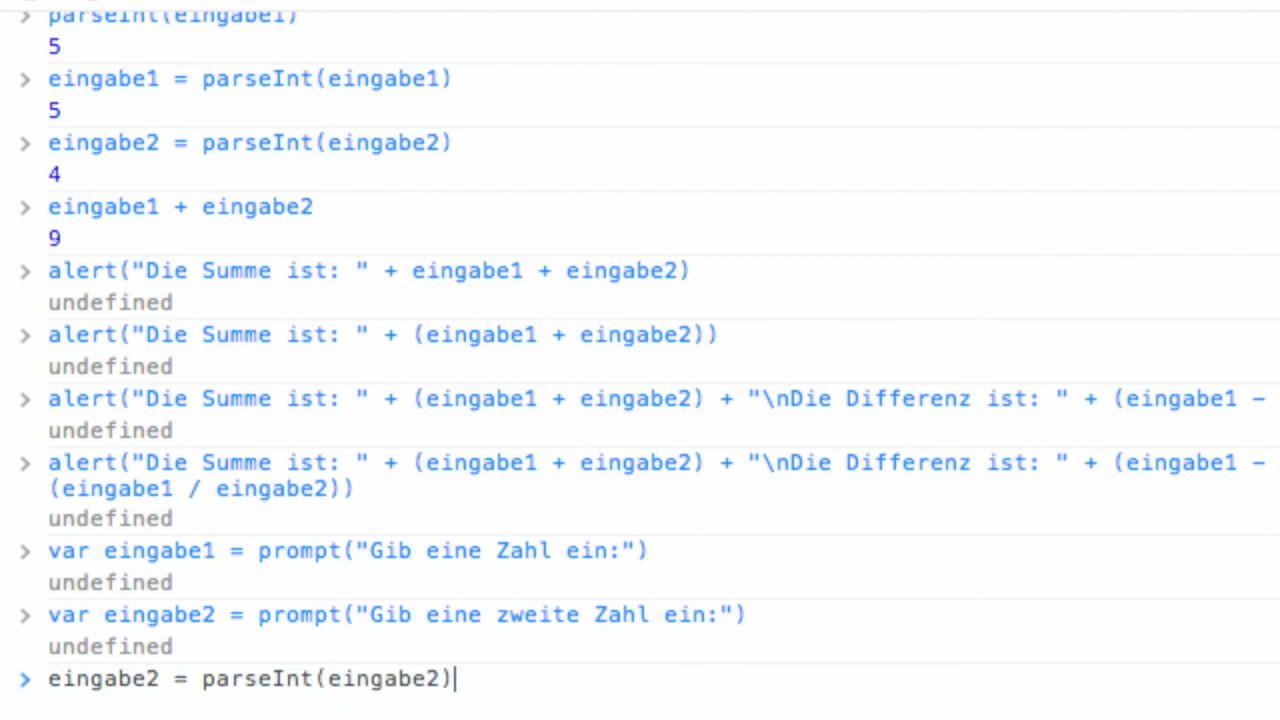 > parseInt(eingabe1)
5
> eingabe1 = parseInt(eingabe1)
5
> eingabe2 = parseInt(eingabe2)
4
> eingabe1 + eingabe2
9
> alert("Die Summe ist: " + eingabe1 + eingabe2)
undefined
> alert("Die Summe ist: " + (eingabe1 + eingabe2))
undefined
> alert("Die Summe ist: " + (eingabe1 + eingabe2) + "\nDie Differenz ist: " + (eingabe1 -
undefined
> alert("Die Summe ist: " + (eingabe1 + eingabe2) + "\nDie Differenz ist: " + (eingabe1 -
(eingabe1 / eingabe2))
undefined
> var eingabe1 = prompt("Gib eine Zahl ein:")
undefined
> var eingabe2 = prompt("Gib eine zweite Zahl ein:")
undefined
> eingabe2 = parseInt(eingabe2)